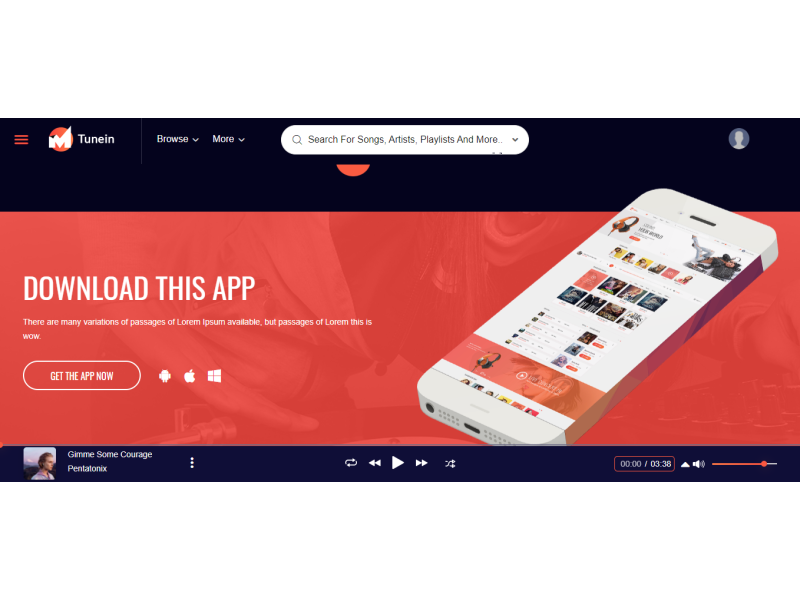 Tunein
Browse
More
Search For Songs, Artists, Playlists And More..
DOWNLOAD THIS APP
There are many variations of passages of Lorem Ipsum available, but passages of Lorem this is
wow.
GET THE APP NOW
Gimme Some Courage
Pentatonix
00:00 / 03:38